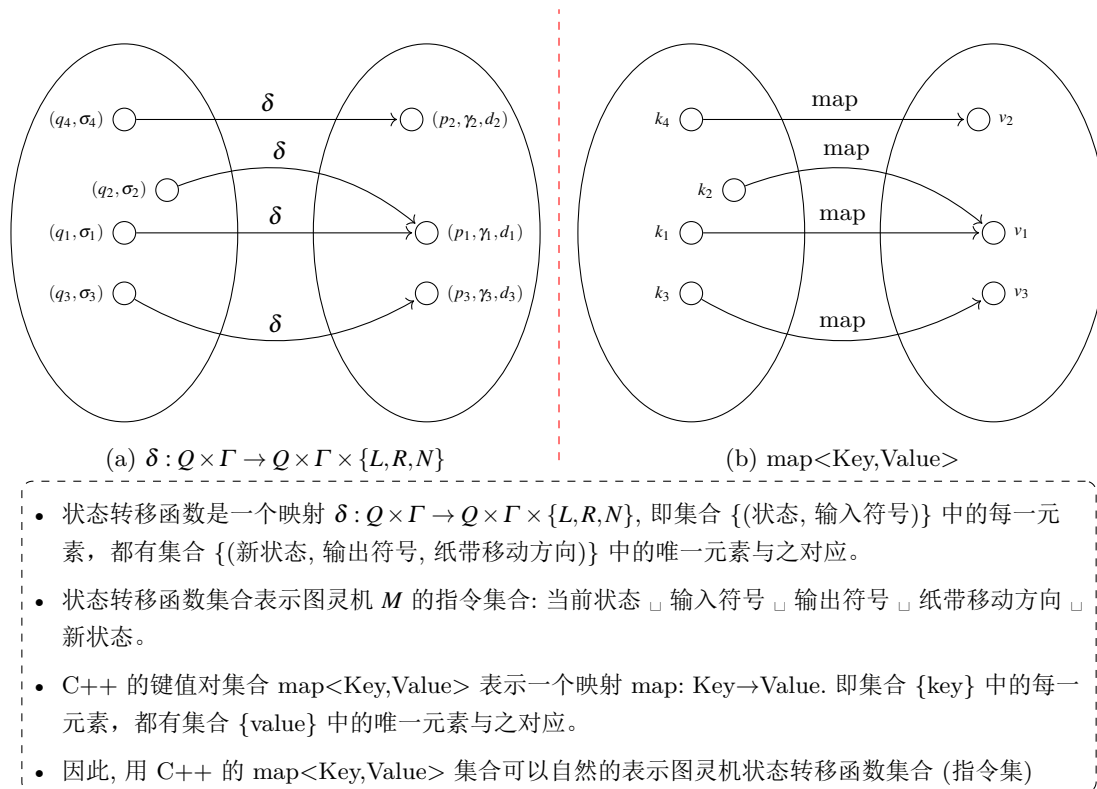 δ
(q₄,σ₄) (p₂,γ₂,d₂)
δ
(q₂,σ₂)
δ
(q₁,σ₁) (p₁,γ₁,d₁)
(q₃,σ₃) (p₃,γ₃,d₃)
δ
(a) δ : Q × Γ → Q × Γ × {L,R,N}
map
k₄ v₂
map
k₂
map
k₁ v₁
k₃ v₃
map
(b) map<Key,Value>
• 状态转移函数是一个映射 δ : Q × Γ → Q × Γ × {L,R,N}, 即集合 {(状态, 输入符号)} 中的每一元
素，都有集合 {(新状态, 输出符号, 纸带移动方向)} 中的唯一元素与之对应。
• 状态转移函数集合表示图灵机 M 的指令集合: 当前状态 ␣ 输入符号 ␣ 输出符号 ␣ 纸带移动方向 ␣
新状态。
• C++ 的键值对集合 map<Key,Value> 表示一个映射 map: Key→Value. 即集合 {key} 中的每一
元素，都有集合 {value} 中的唯一元素与之对应。
• 因此, 用 C++ 的 map<Key,Value> 集合可以自然的表示图灵机状态转移函数集合 (指令集)